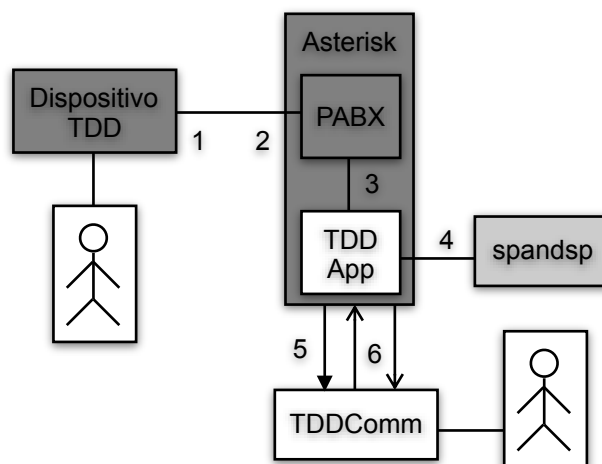 Asterisk
Dispositivo
TDD
PABX
1
2
3
TDD
App
4
spandsp
5
6
TDDComm